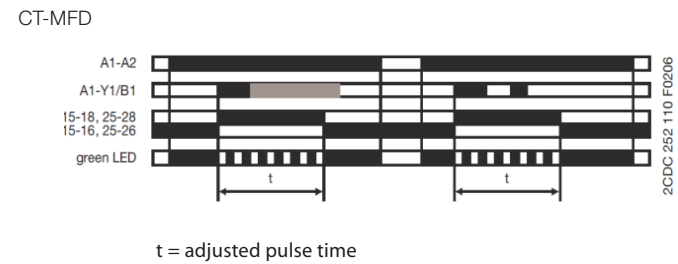 CT-MFD
A1-A2
A1-Y1/B1
15-18, 25-28
15-16, 25-26
green LED
t
t
2CDC 252 110 F0206
t = adjusted pulse time